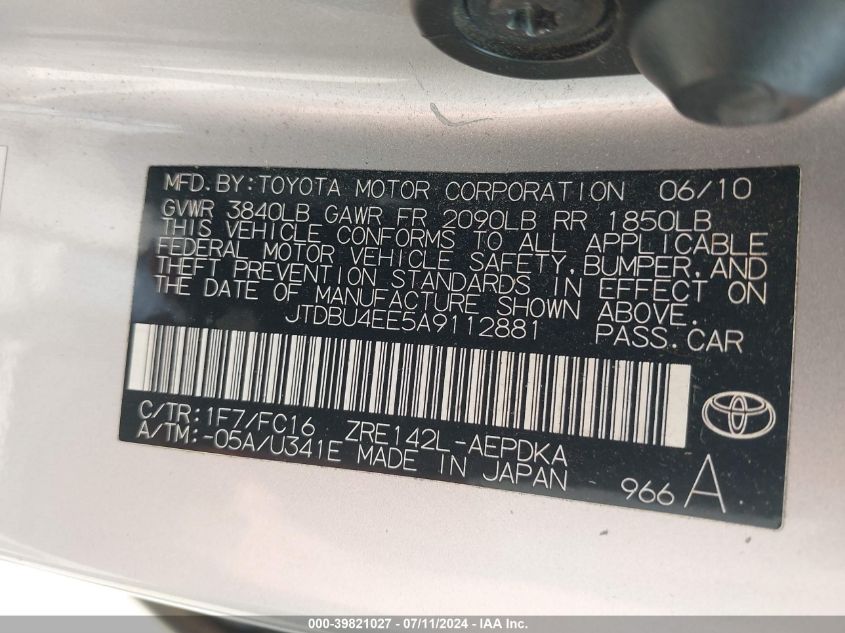 MFD. BY: TOYOTA MOTOR CORPORATION 06/10
GVWR 3840LB GAWR FR 2090LB RR 1850LB
THIS VEHICLE CONFORMS TO ALL APPLICABLE
FEDERAL MOTOR VEHICLE SAFETY, BUMPER, AND
THEFT PREVENTION STANDARDS IN EFFECT ON
THE DATE OF MANUFACTURE SHOWN ABOVE.
JTDBU4EE5A9112881 PASS. CAR
C/TR: 1F7/FC16 ZRE142L-AEPDKA
A/TM: -05A/U341E MADE IN JAPAN
966 A
000-39821027 - 07/11/2024 - IAA Inc.